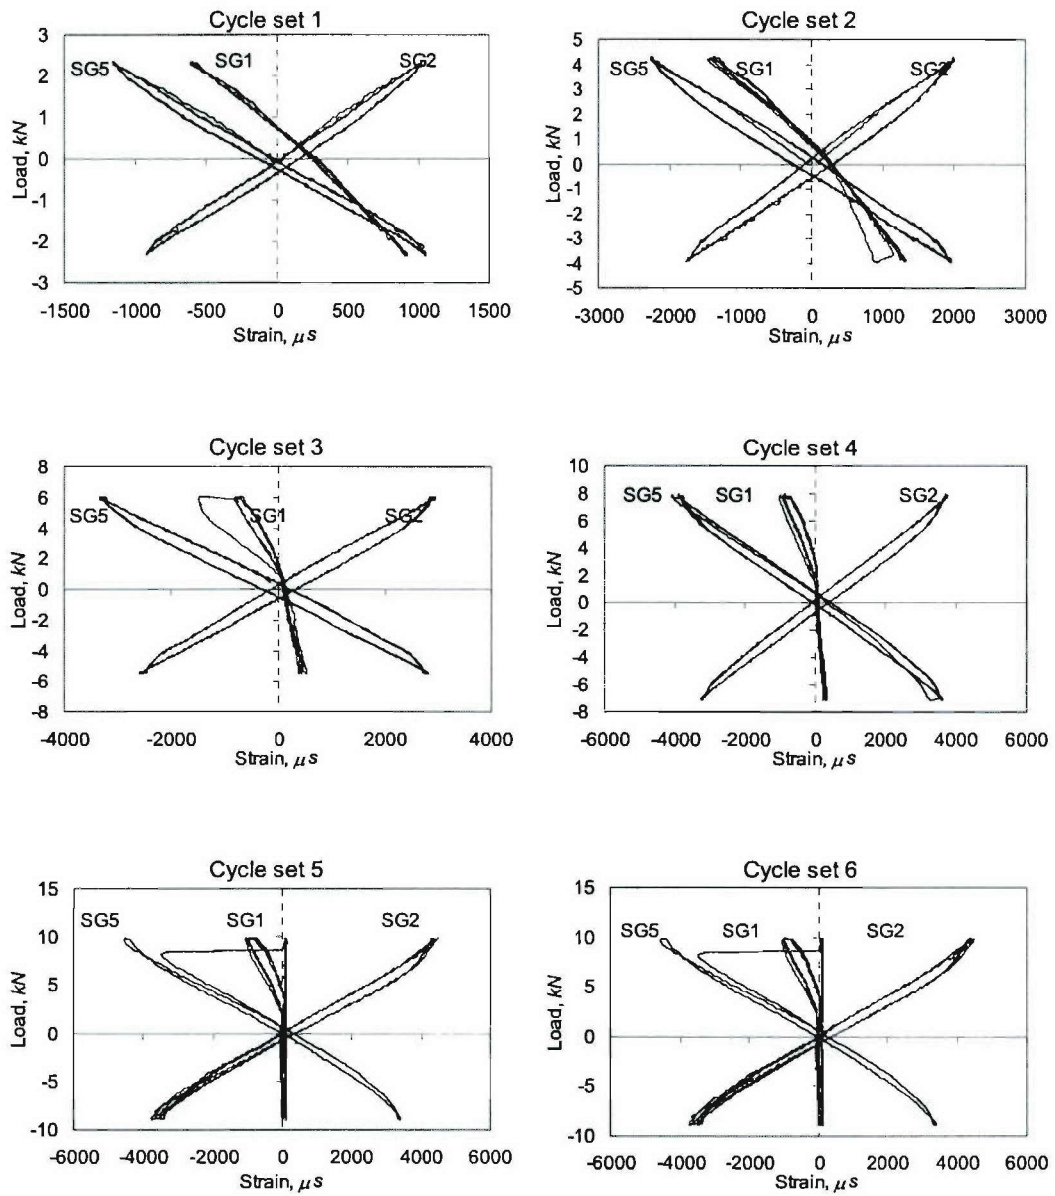 Cycle set 1
3
2
1
0
-1
-2
-3
Load, kN
SG5
SG1
SG2
-1500 -1000 -500 0 500 1000 1500
Strain, μs
Cycle set 2
5
4
3
2
1
0
-1
-2
-3
-4
-5
Load, kN
SG5
SG1
SG2
-3000 -2000 -1000 0 1000 2000 3000
Strain, μs
Cycle set 3
8
6
4
2
0
-2
-4
-6
-8
Load, kN
SG5
SG1
SG2
-4000 -2000 0 2000 4000
Strain, μs
Cycle set 4
10
8
6
4
2
0
-2
-4
-6
-8
Load, kN
SG5
SG1
SG2
-6000 -4000 -2000 0 2000 4000 6000
Strain, μs
Cycle set 5
15
10
5
0
-5
-10
Load, kN
SG5
SG1
SG2
-6000 -4000 -2000 0 2000 4000 6000
Strain, μs
Cycle set 6
15
10
5
0
-5
-10
Load, kN
SG5
SG1
SG2
-6000 -4000 -2000 0 2000 4000 6000
Strain, μs